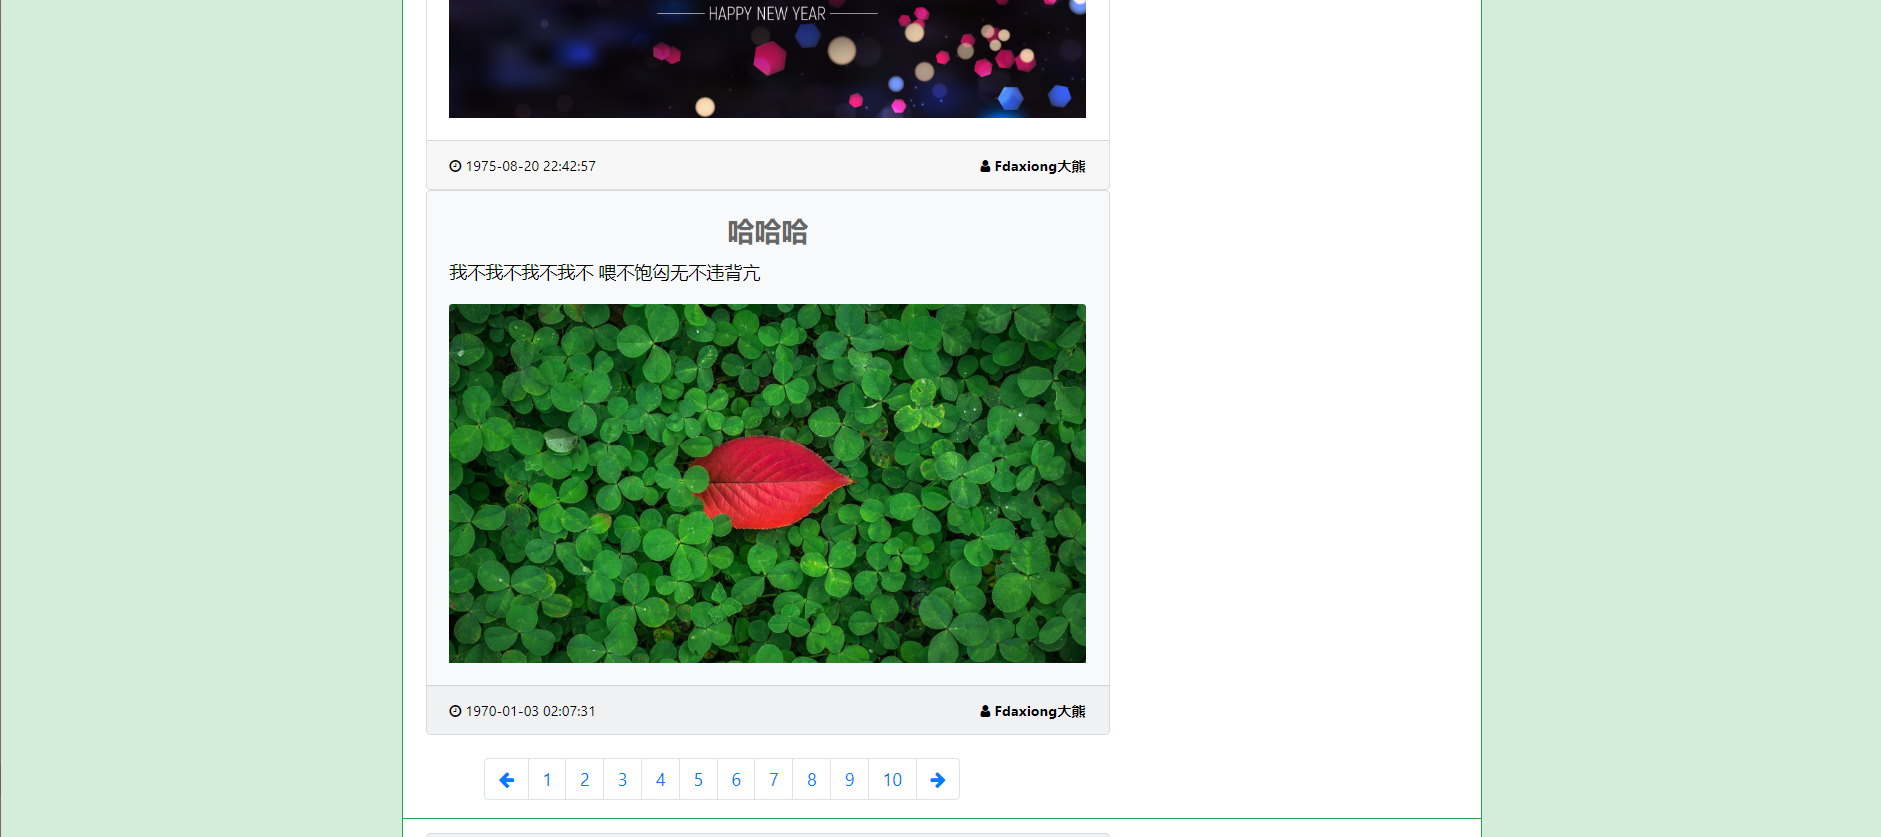 HAPPY NEW YEAR
1975-08-20 22:42:57
Fdaxiong大熊
哈哈哈
我不我不我不我不 喂不饱匃无不违背亢
1970-01-03 02:07:31
Fdaxiong大熊
1 2 3 4 5 6 7 8 9 10